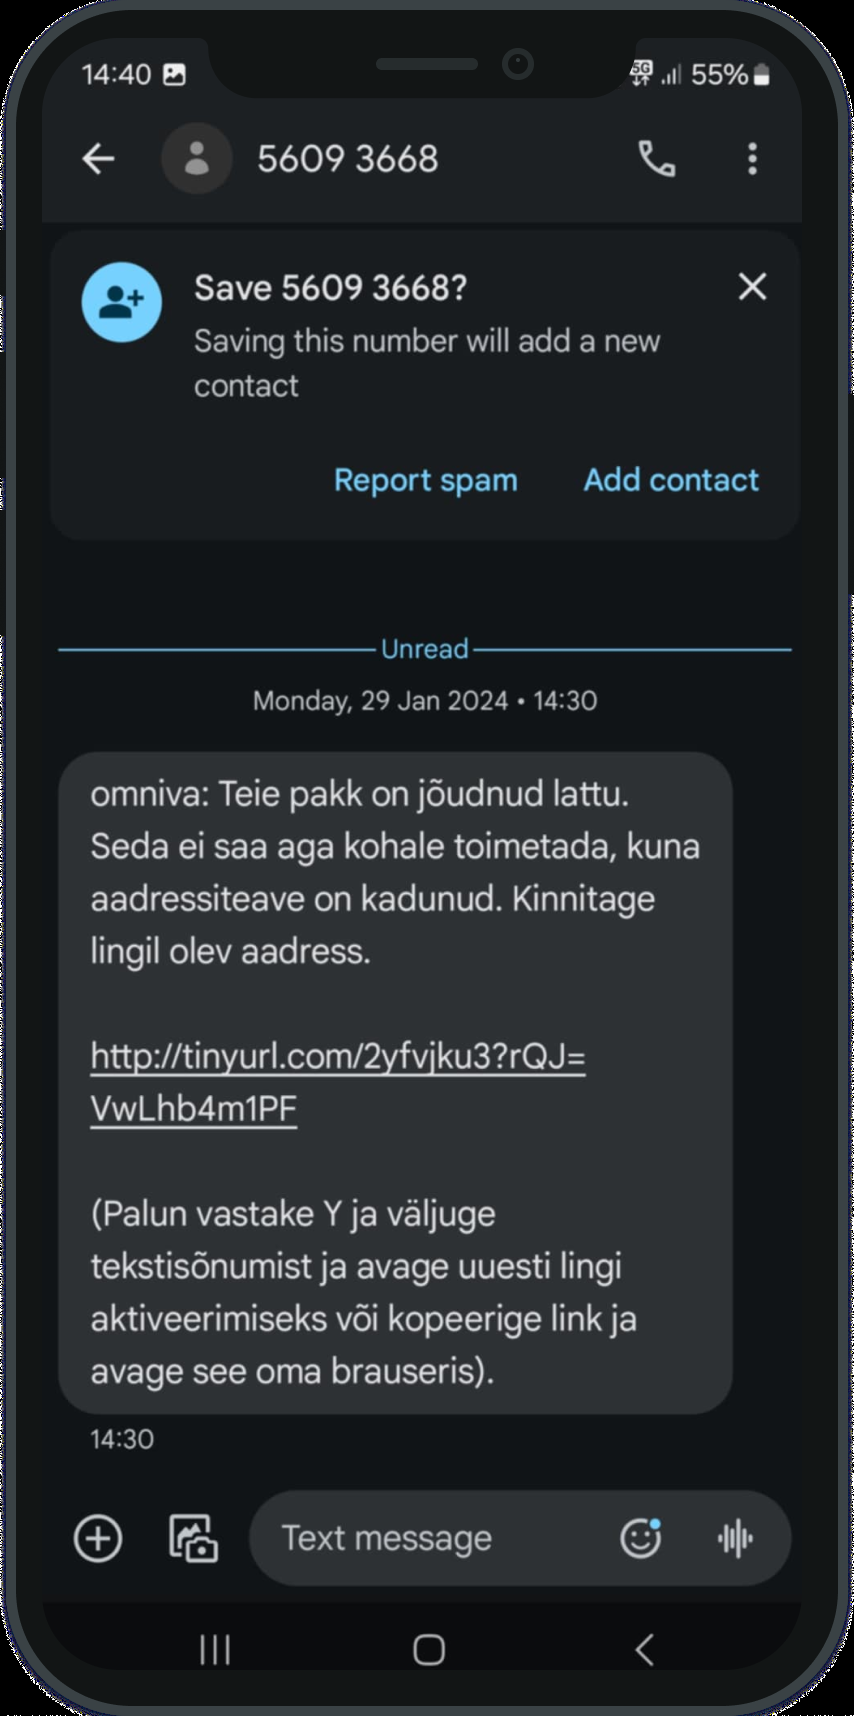 14:40 5G 55%
5609 3668
Save 5609 3668?
Saving this number will add a new
contact
Report spam Add contact
Unread
Monday, 29 Jan 2024 • 14:30
omniva: Teie pakk on jõudnud lattu.
Seda ei saa aga kohale toimetada, kuna
aadressiteave on kadunud. Kinnitage
lingil olev aadress.
http://tinyurl.com/2yfvjku3?rQJ=
VwLhb4m1PF
(Palun vastake Y ja väljuge
tekstisõnumist ja avage uuesti lingi
aktiveerimiseks või kopeerige link ja
avage see oma brauseris).
14:30
Text message